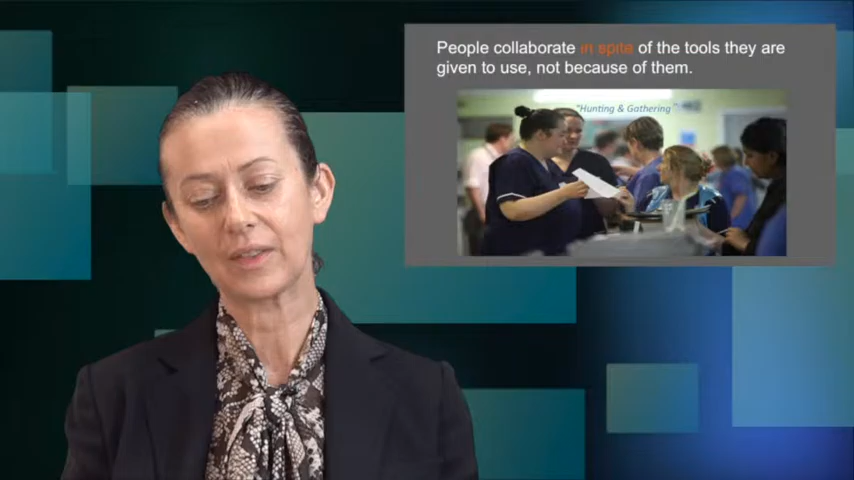 People collaborate in spite of the tools they are
given to use, not because of them.
"Hunting & Gathering"